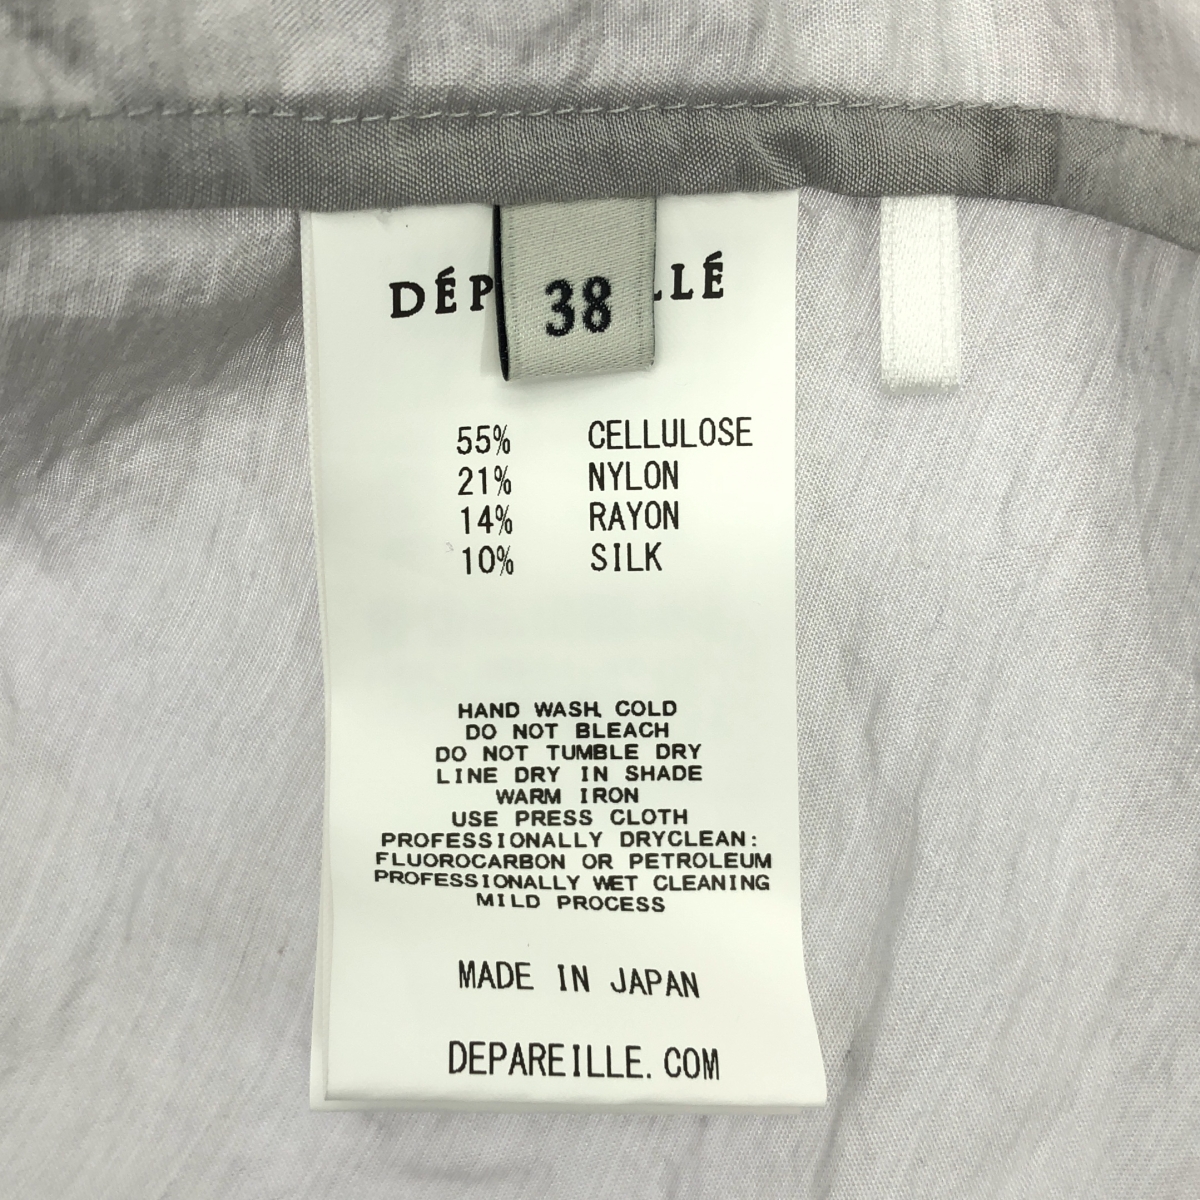 DÉP LLÉ
38
55% CELLULOSE
21% NYLON
14% RAYON
10% SILK
HAND WASH COLD
DO NOT BLEACH
DO NOT TUMBLE DRY
LINE DRY IN SHADE
WARM IRON
USE PRESS CLOTH
PROFESSIONALLY DRYCLEAN:
FLUOROCARBON OR PETROLEUM
PROFESSIONALLY WET CLEANING
MILD PROCESS
MADE IN JAPAN
DEPAREILLE.COM